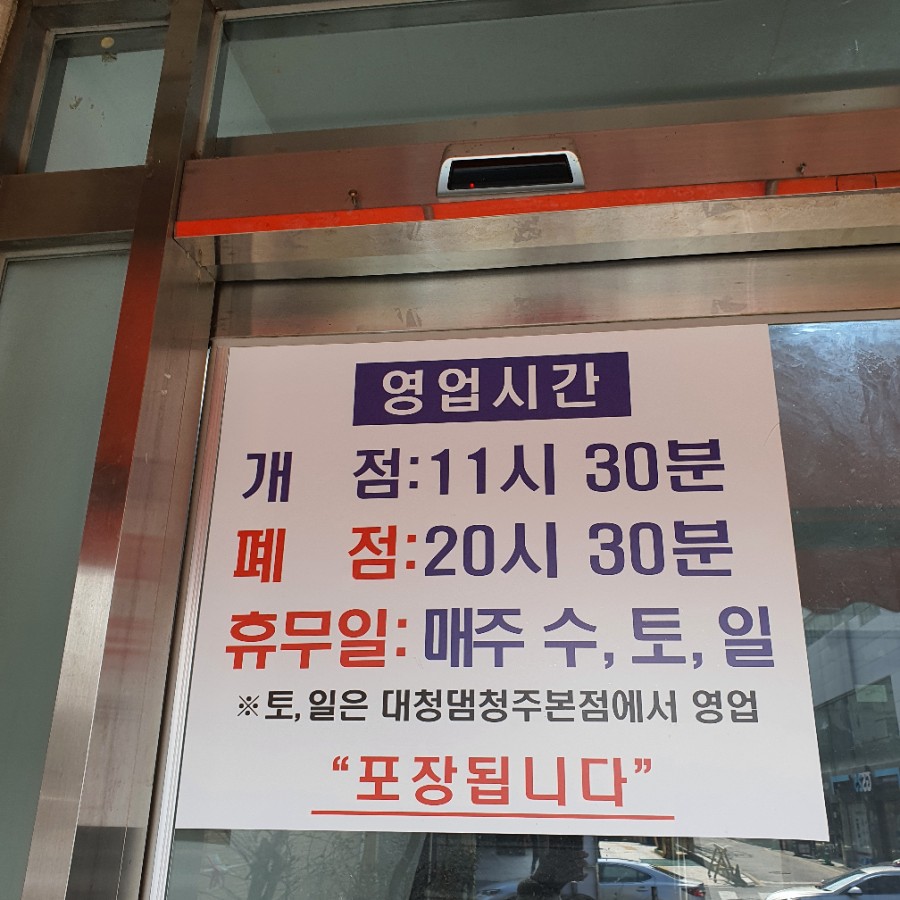 영업시간
개 점:11시 30분
폐 점:20시 30분
휴무일: 매주 수, 토, 일
※토, 일은 대청댐청주본점에서 영업
“포장됩니다”